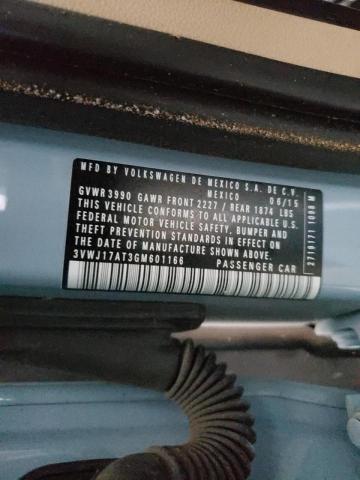 MFD BY VOLKSWAGEN DE MEXICO S.A. DE C.V.
MEXICO 06/15
GVWR 3990 GAWR FRONT 2227 / REAR 1874 LBS
THIS VEHICLE CONFORMS TO ALL APPLICABLE U.S.
FEDERAL MOTOR VEHICLE SAFETY, BUMPER AND
THEFT PREVENTION STANDARDS IN EFFECT ON
THE DATE OF MANUFACTURE SHOWN ABOVE.
3VWJ17AT3GM601166
PASSENGER CAR
2719171 1008 M